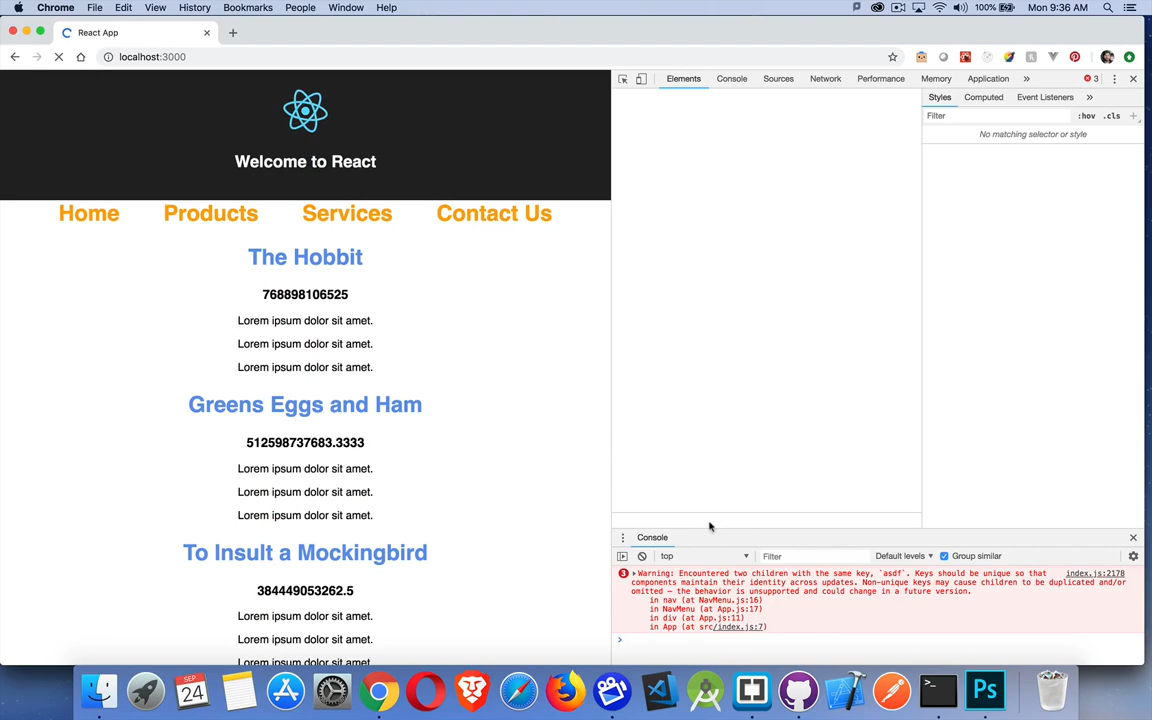 Chrome File Edit View History Bookmarks People Window Help 100% Mon 9:36 AM
React App
localhost:3000
Elements Console Sources Network Performance Memory Application » 3
Styles Computed Event Listeners »
Filter :hov .cls +
No matching selector or style
Welcome to React
Home Products Services Contact Us
The Hobbit
768898106525
Lorem ipsum dolor sit amet.
Lorem ipsum dolor sit amet.
Lorem ipsum dolor sit amet.
Greens Eggs and Ham
512598737683.3333
Lorem ipsum dolor sit amet.
Lorem ipsum dolor sit amet.
Lorem ipsum dolor sit amet.
To Insult a Mockingbird
384449053262.5
Lorem ipsum dolor sit amet.
Lorem ipsum dolor sit amet.
Lorem ipsum dolor sit amet.
Console
top Filter Default levels Group similar
3 Warning: Encountered two children with the same key, `asdf`. Keys should be unique so that index.js:2178
components maintain their identity across updates. Non-unique keys may cause children to be duplicated and/or
omitted — the behavior is unsupported and could change in a future version.
in nav (at NavMenu.js:16)
in NavMenu (at App.js:17)
in div (at App.js:11)
in App (at src/index.js:7)
SEP
24
>_
Ps